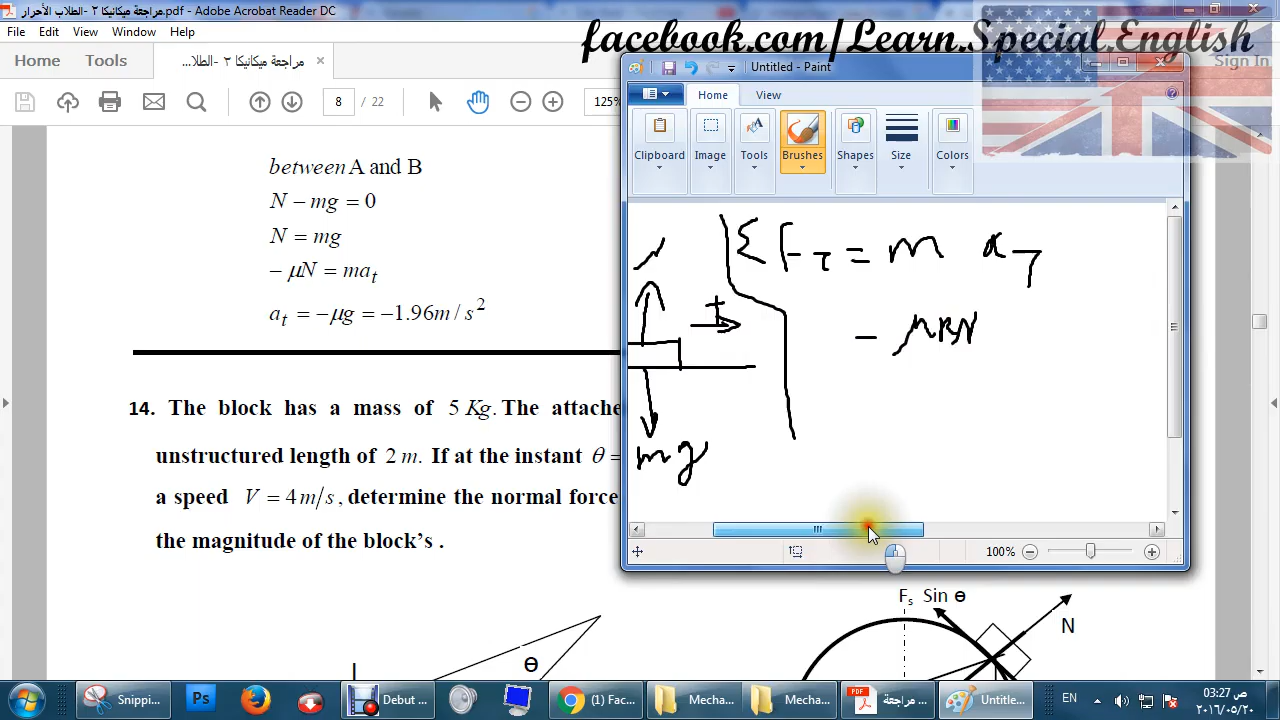 مراجعة ميكانيكا ٣ -الطلاب الأحرار.pdf - Adobe Acrobat Reader DC
facebook.com/Learn.Special.English
File Edit View Window Help
Home Tools مراجعة ميكانيكا ٣ -الطلا... × Sign In
8 / 22 125%
Untitled - Paint
Home View
Clipboard Image Tools Brushes Shapes Size Colors
between A and B
N − mg = 0
N = mg
− μN = ma_t
a_t = −μg = −1.96m / s²
N
t
mg
Σ F_T = m a_T
− μ
14. The block has a mass of 5 Kg. The attache
unstructured length of 2 m. If at the instant θ =
a speed V = 4 m/s, determine the normal force
the magnitude of the block's .
100%
F_s Sin ɵ
N
ɵ
Snippi... Ps Debut ... (1) Fac... Mecha... Mecha... مراجعة... Untitle... EN
03:27 ص
٢٠١٦/٠٥/٢٠